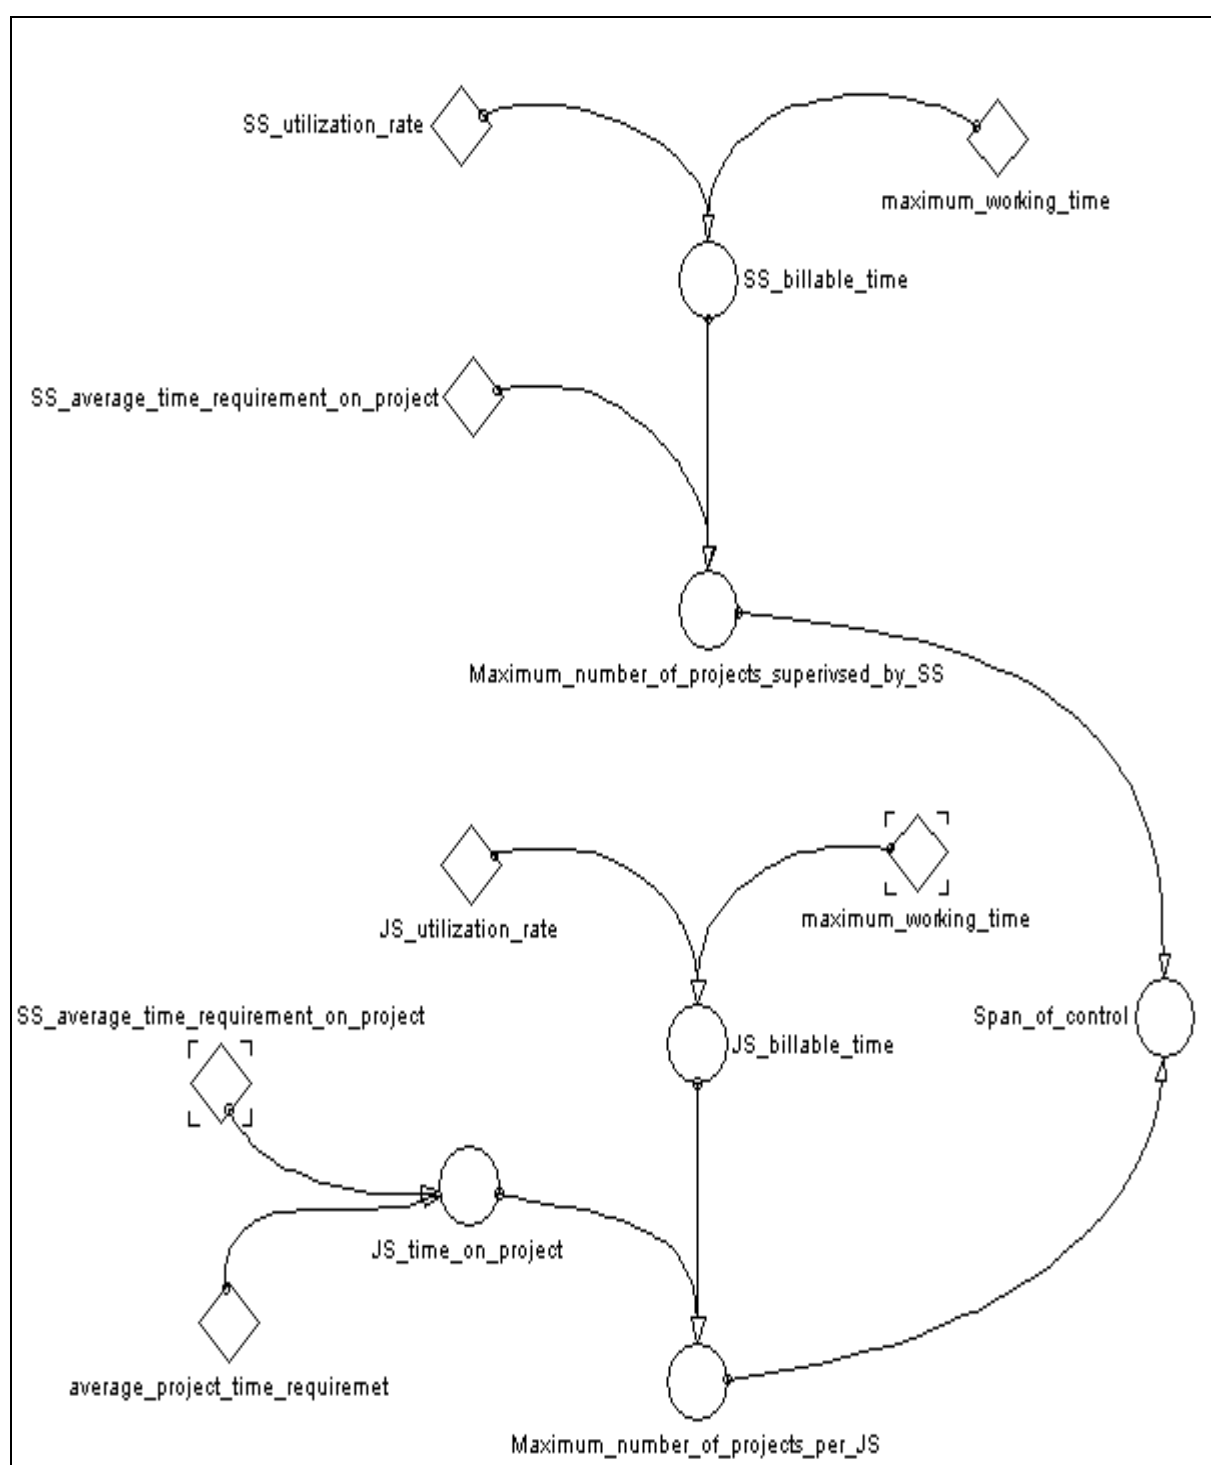 SS_utilization_rate
maximum_working_time
SS_billable_time
SS_average_time_requirement_on_project
Maximum_number_of_projects_superivsed_by_SS
JS_utilization_rate
maximum_working_time
SS_average_time_requirement_on_project
Span_of_control
JS_billable_time
JS_time_on_project
average_project_time_requiremet
Maximum_number_of_projects_per_JS